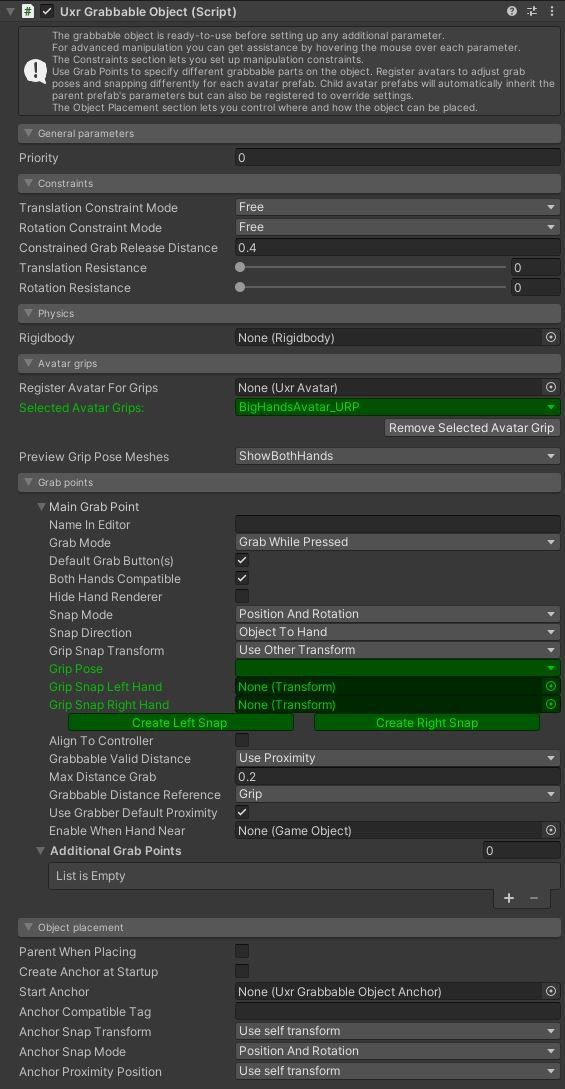 Uxr Grabbable Object (Script)
The grabbable object is ready-to-use before setting up any additional parameter.
For advanced manipulation you can get assistance by hovering the mouse over each parameter.
The Constraints section lets you set up manipulation constraints.
Use Grab Points to specify different grabbable parts on the object. Register avatars to adjust grab
poses and snapping differently for each avatar prefab. Child avatar prefabs will automatically inherit the
parent prefab's parameters but can also be registered to override settings.
The Object Placement section lets you control where and how the object can be placed.
General parameters
Priority 0
Constraints
Translation Constraint Mode Free
Rotation Constraint Mode Free
Constrained Grab Release Distance 0.4
Translation Resistance 0
Rotation Resistance 0
Physics
Rigidbody None (Rigidbody)
Avatar grips
Register Avatar For Grips None (Uxr Avatar)
Selected Avatar Grips: BigHandsAvatar_URP
Remove Selected Avatar Grip
Preview Grip Pose Meshes ShowBothHands
Grab points
Main Grab Point
Name In Editor
Grab Mode Grab While Pressed
Default Grab Button(s)
Both Hands Compatible
Hide Hand Renderer
Snap Mode Position And Rotation
Snap Direction Object To Hand
Grip Snap Transform Use Other Transform
Grip Pose
Grip Snap Left Hand None (Transform)
Grip Snap Right Hand None (Transform)
Create Left Snap Create Right Snap
Align To Controller
Grabbable Valid Distance Use Proximity
Max Distance Grab 0.2
Grabbable Distance Reference Grip
Use Grabber Default Proximity
Enable When Hand Near None (Game Object)
Additional Grab Points 0
List is Empty
+ −
Object placement
Parent When Placing
Create Anchor at Startup
Start Anchor None (Uxr Grabbable Object Anchor)
Anchor Compatible Tag
Anchor Snap Transform Use self transform
Anchor Snap Mode Position And Rotation
Anchor Proximity Position Use self transform